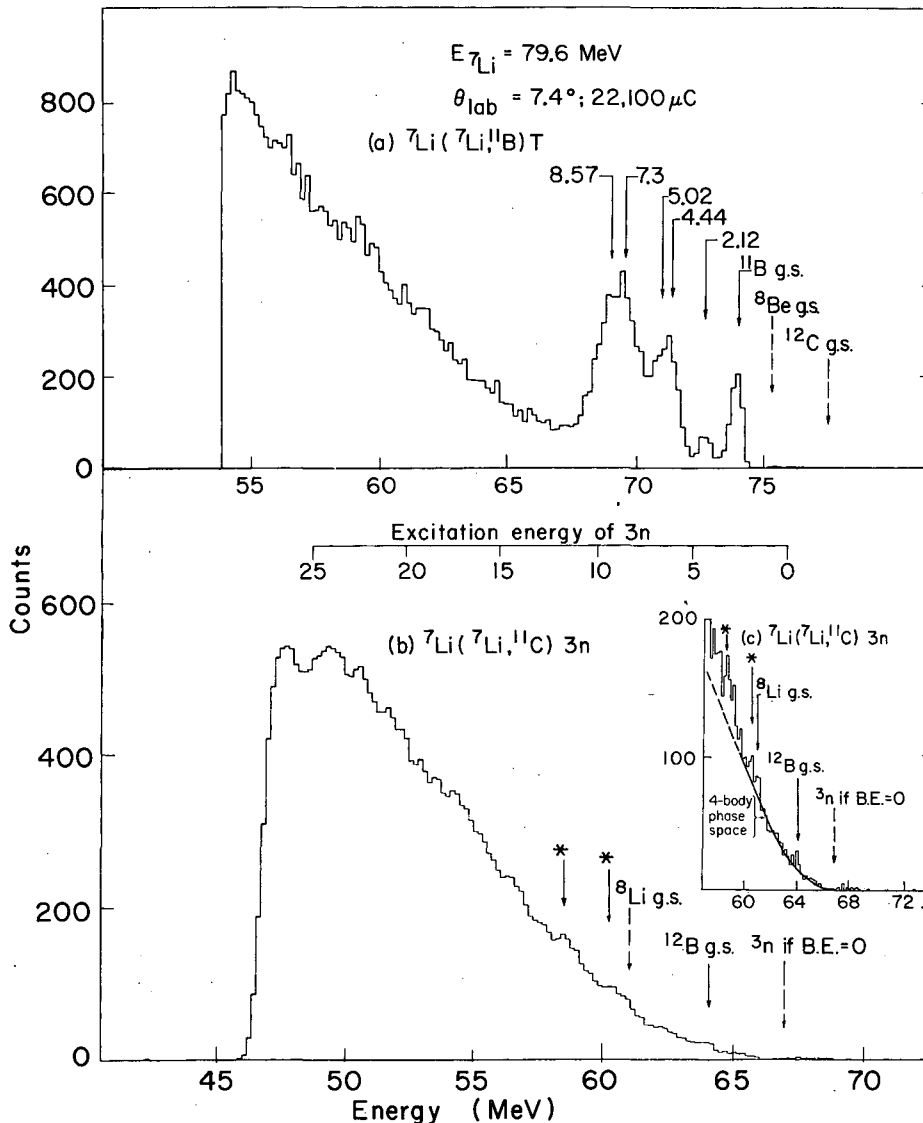 E⁷Li = 79.6 MeV
θlab = 7.4°; 22,100 μC
(a) ⁷Li(⁷Li,¹¹B)T
8.57
7.3
5.02
4.44
2.12
¹¹B g.s.
⁸Be g.s.
¹²C g.s.
800
600
400
200
0
55 60 65 70 75
Excitation energy of 3n
25 20 15 10 5 0
Counts
600
400
200
0
(b) ⁷Li(⁷Li,¹¹C) 3n
*
*
⁸Li g.s.
¹²B g.s.
³n if B.E.=0
200
100
* (c) ⁷Li(⁷Li,¹¹C) 3n
*
⁸Li g.s.
¹²B g.s.
³n if B.E.=0
4-body
phase
space
60 64 68 72
45 50 55 60 65 70
Energy (MeV)